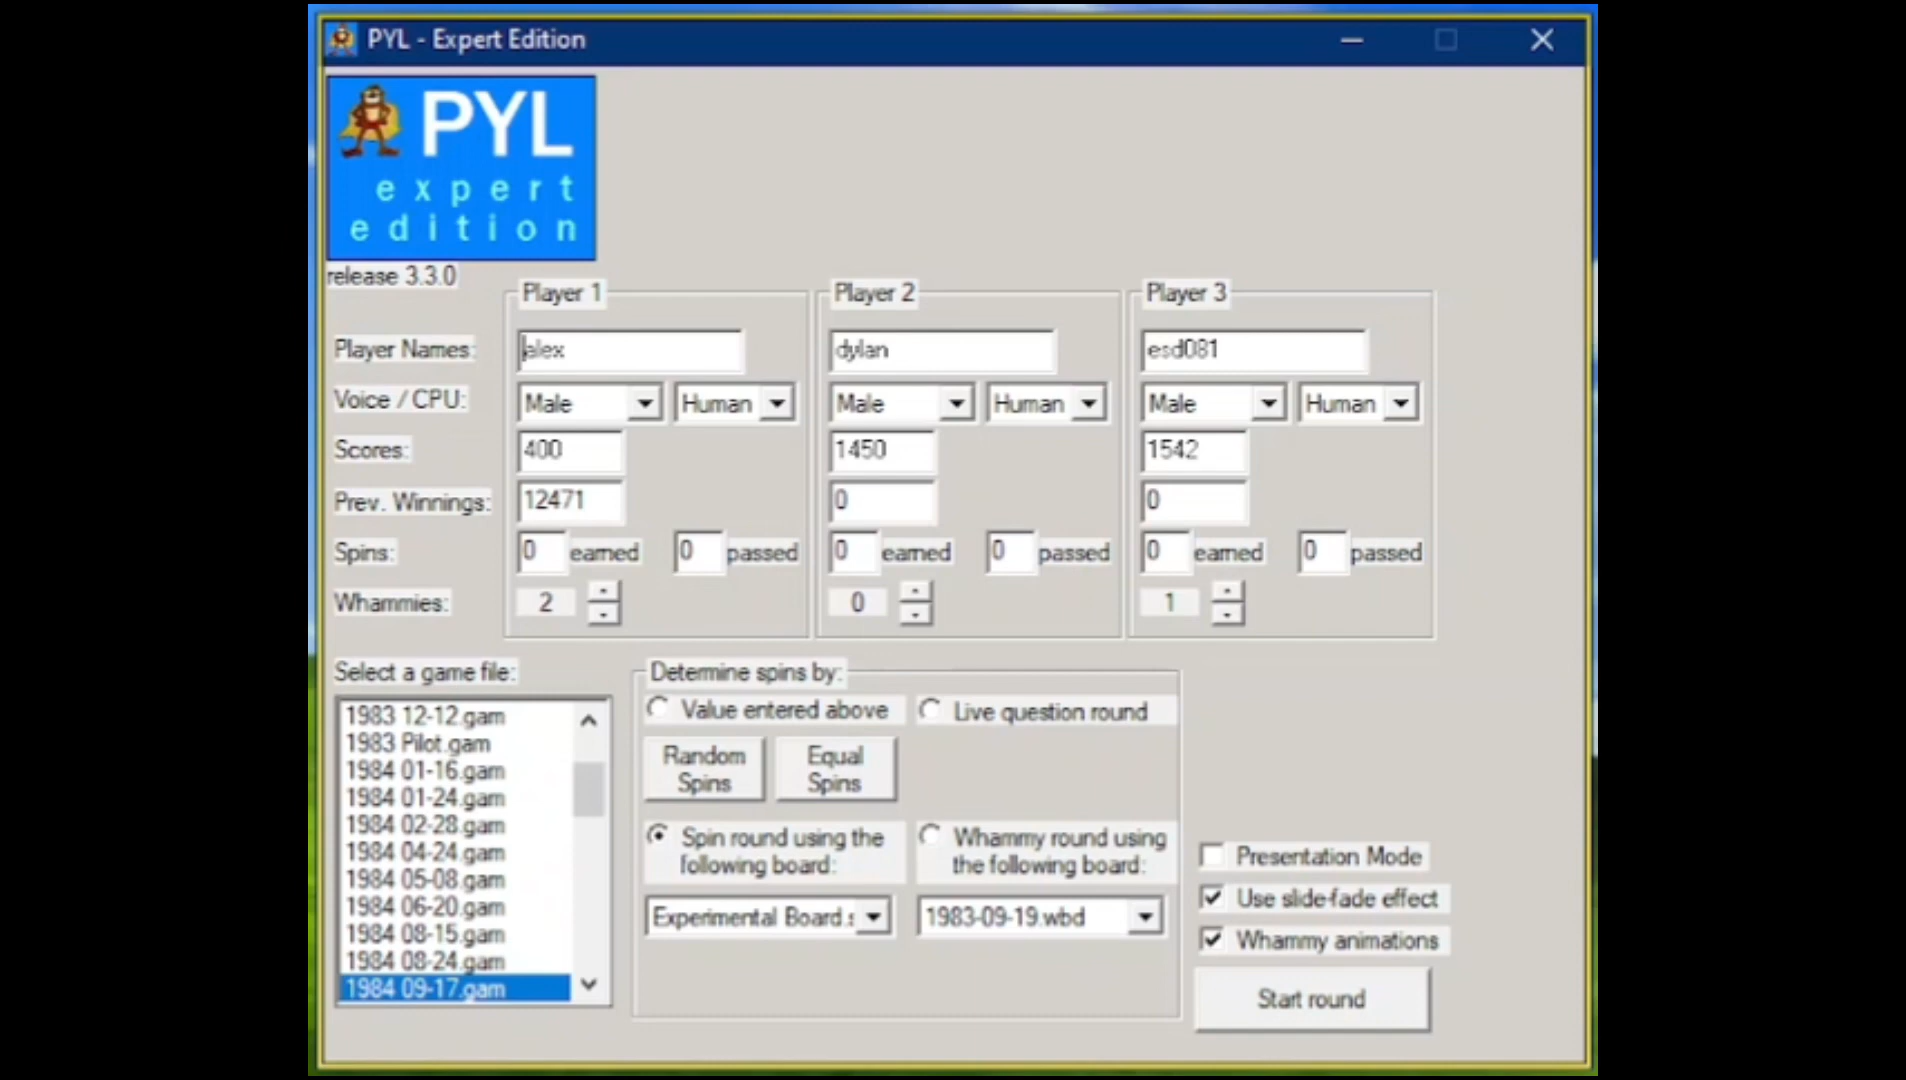 PYL - Expert Edition
PYL
expert
edition
release 3.3.0
Player 1
Player 2
Player 3
Player Names:
alex
dylan
esd081
Voice / CPU:
Male
Human
Male
Human
Male
Human
Scores:
400
1450
1542
Prev. Winnings:
12471
0
0
Spins:
0 earned
0 passed
0 earned
0 passed
0 earned
0 passed
Whammies:
2
0
1
Select a game file:
1983 12-12.gam
1983 Pilot.gam
1984 01-16.gam
1984 01-24.gam
1984 02-28.gam
1984 04-24.gam
1984 05-08.gam
1984 06-20.gam
1984 08-15.gam
1984 08-24.gam
1984 09-17.gam
Determine spins by:
Value entered above
Live question round
Random
Spins
Equal
Spins
Spin round using the
following board:
Whammy round using
the following board:
Experimental Board.s
1983-09-19.wbd
Presentation Mode
Use slide-fade effect
Whammy animations
Start round